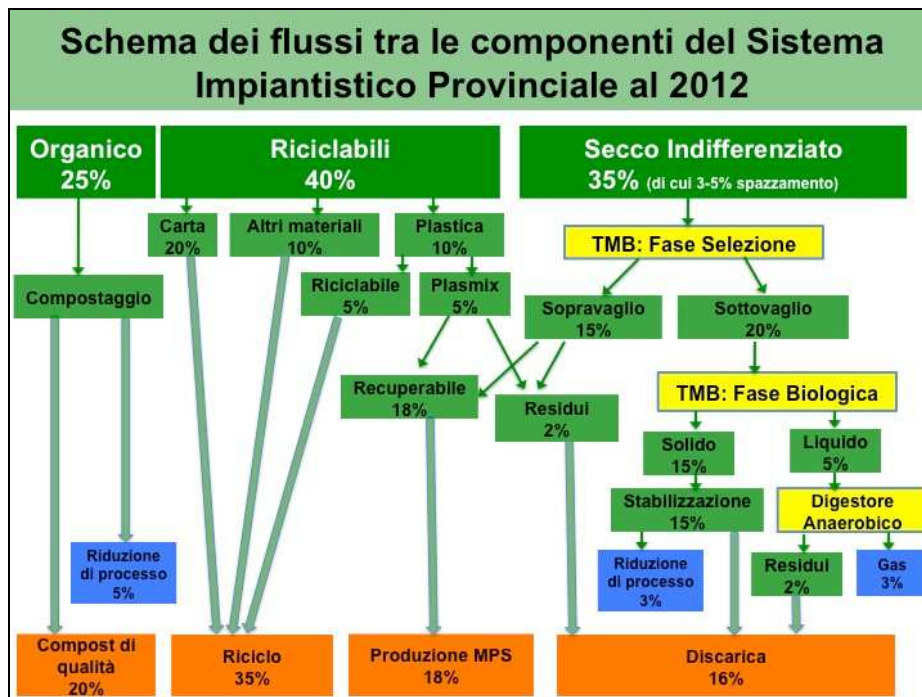 Schema dei flussi tra le componenti del Sistema
Impiantistico Provinciale al 2012
Organico
25%
Riciclabili
40%
Secco Indifferenziato
35% (di cui 3-5% spazzamento)
Carta
20%
Altri materiali
10%
Plastica
10%
TMB: Fase Selezione
Compostaggio
Riciclabile
5%
Plasmix
5%
Sopravaglio
15%
Sottovaglio
20%
Recuperabile
18%
Residui
2%
TMB: Fase Biologica
Solido
15%
Liquido
5%
Stabilizzazione
15%
Digestore
Anaerobico
Riduzione
di processo
5%
Riduzione
di processo
3%
Residui
2%
Gas
3%
Compost di
qualità
20%
Riciclo
35%
Produzione MPS
18%
Discarica
16%